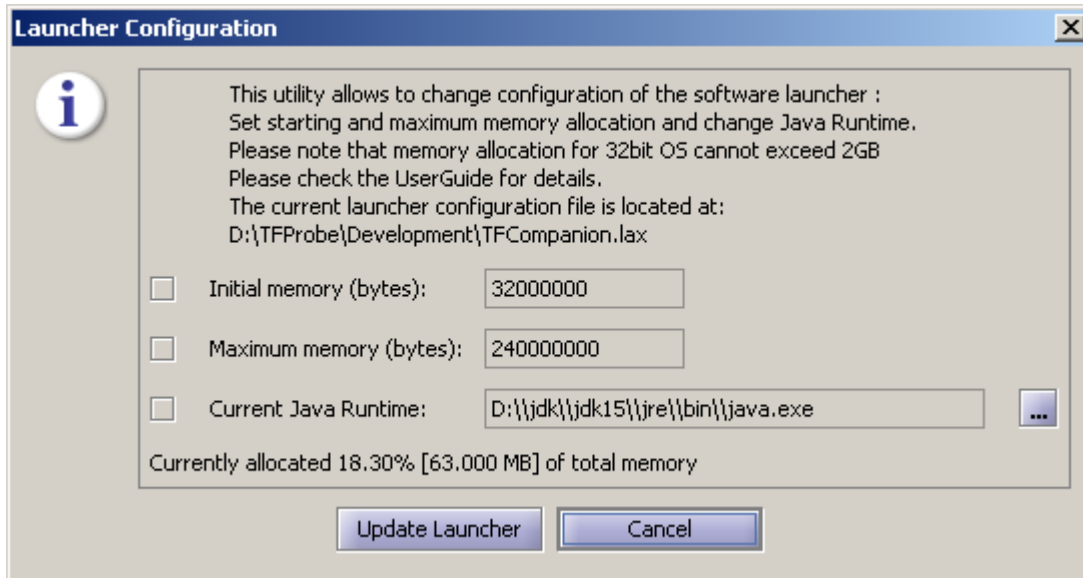 Launcher Configuration
This utility allows to change configuration of the software launcher :
Set starting and maximum memory allocation and change Java Runtime.
Please note that memory allocation for 32bit OS cannot exceed 2GB
Please check the UserGuide for details.
The current launcher configuration file is located at:
D:\TFProbe\Development\TFCompanion.lax
Initial memory (bytes): 32000000
Maximum memory (bytes): 240000000
Current Java Runtime: D:\\jdk\\jdk15\\jre\\bin\\java.exe ...
Currently allocated 18.30% [63.000 MB] of total memory
Update Launcher Cancel